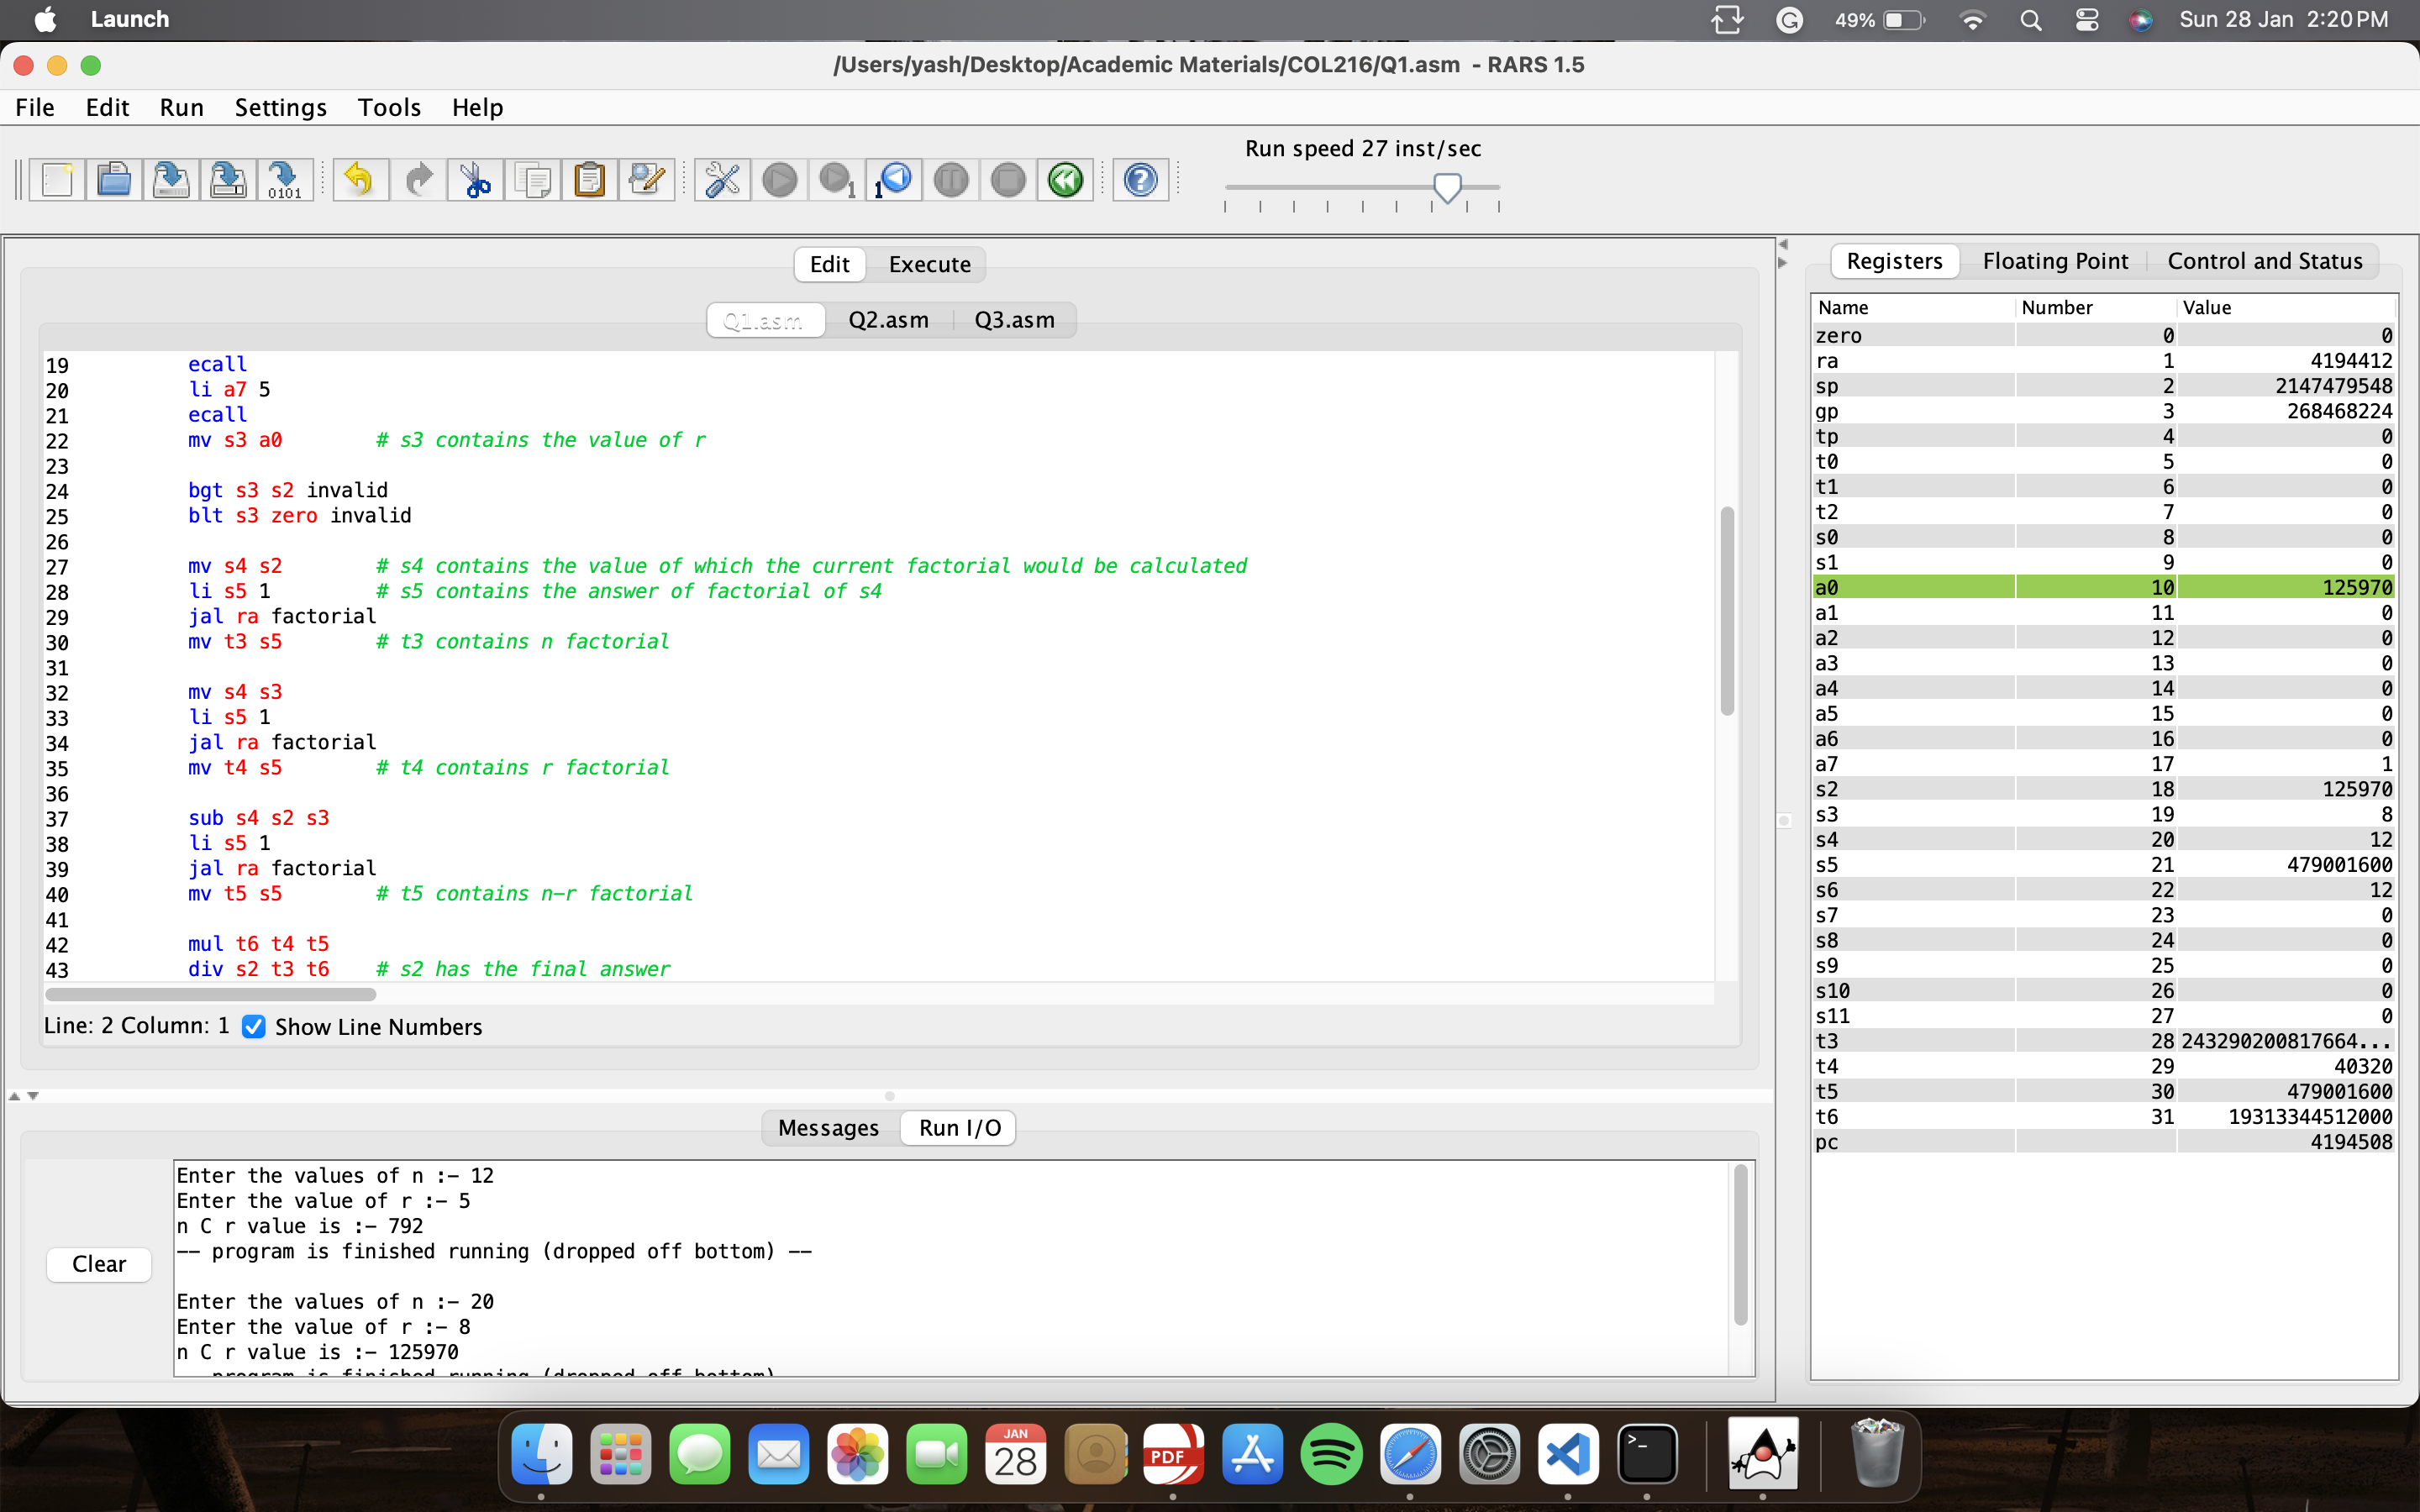 Launch
49%
Sun 28 Jan 2:20 PM
/Users/yash/Desktop/Academic Materials/COL216/Q1.asm - RARS 1.5
File Edit Run Settings Tools Help
Run speed 27 inst/sec
0101
1
1
Edit Execute
Q1.asm Q2.asm Q3.asm
19 ecall
20 li a7 5
21 ecall
22 mv s3 a0 # s3 contains the value of r
23
24 bgt s3 s2 invalid
25 blt s3 zero invalid
26
27 mv s4 s2 # s4 contains the value of which the current factorial would be calculated
28 li s5 1 # s5 contains the answer of factorial of s4
29 jal ra factorial
30 mv t3 s5 # t3 contains n factorial
31
32 mv s4 s3
33 li s5 1
34 jal ra factorial
35 mv t4 s5 # t4 contains r factorial
36
37 sub s4 s2 s3
38 li s5 1
39 jal ra factorial
40 mv t5 s5 # t5 contains n-r factorial
41
42 mul t6 t4 t5
43 div s2 t3 t6 # s2 has the final answer
Line: 2 Column: 1 Show Line Numbers
Messages Run I/O
Clear
Enter the values of n :- 12
Enter the value of r :- 5
n C r value is :- 792
-- program is finished running (dropped off bottom) --
Enter the values of n :- 20
Enter the value of r :- 8
n C r value is :- 125970
program is finished running (dropped off bottom)
Registers Floating Point Control and Status
Name Number Value
zero 0 0
ra 1 4194412
sp 2 2147479548
gp 3 268468224
tp 4 0
t0 5 0
t1 6 0
t2 7 0
s0 8 0
s1 9 0
a0 10 125970
a1 11 0
a2 12 0
a3 13 0
a4 14 0
a5 15 0
a6 16 0
a7 17 1
s2 18 125970
s3 19 8
s4 20 12
s5 21 479001600
s6 22 12
s7 23 0
s8 24 0
s9 25 0
s10 26 0
s11 27 0
t3 28 243290200817664...
t4 29 40320
t5 30 479001600
t6 31 19313344512000
pc 4194508
JAN
28
PDF